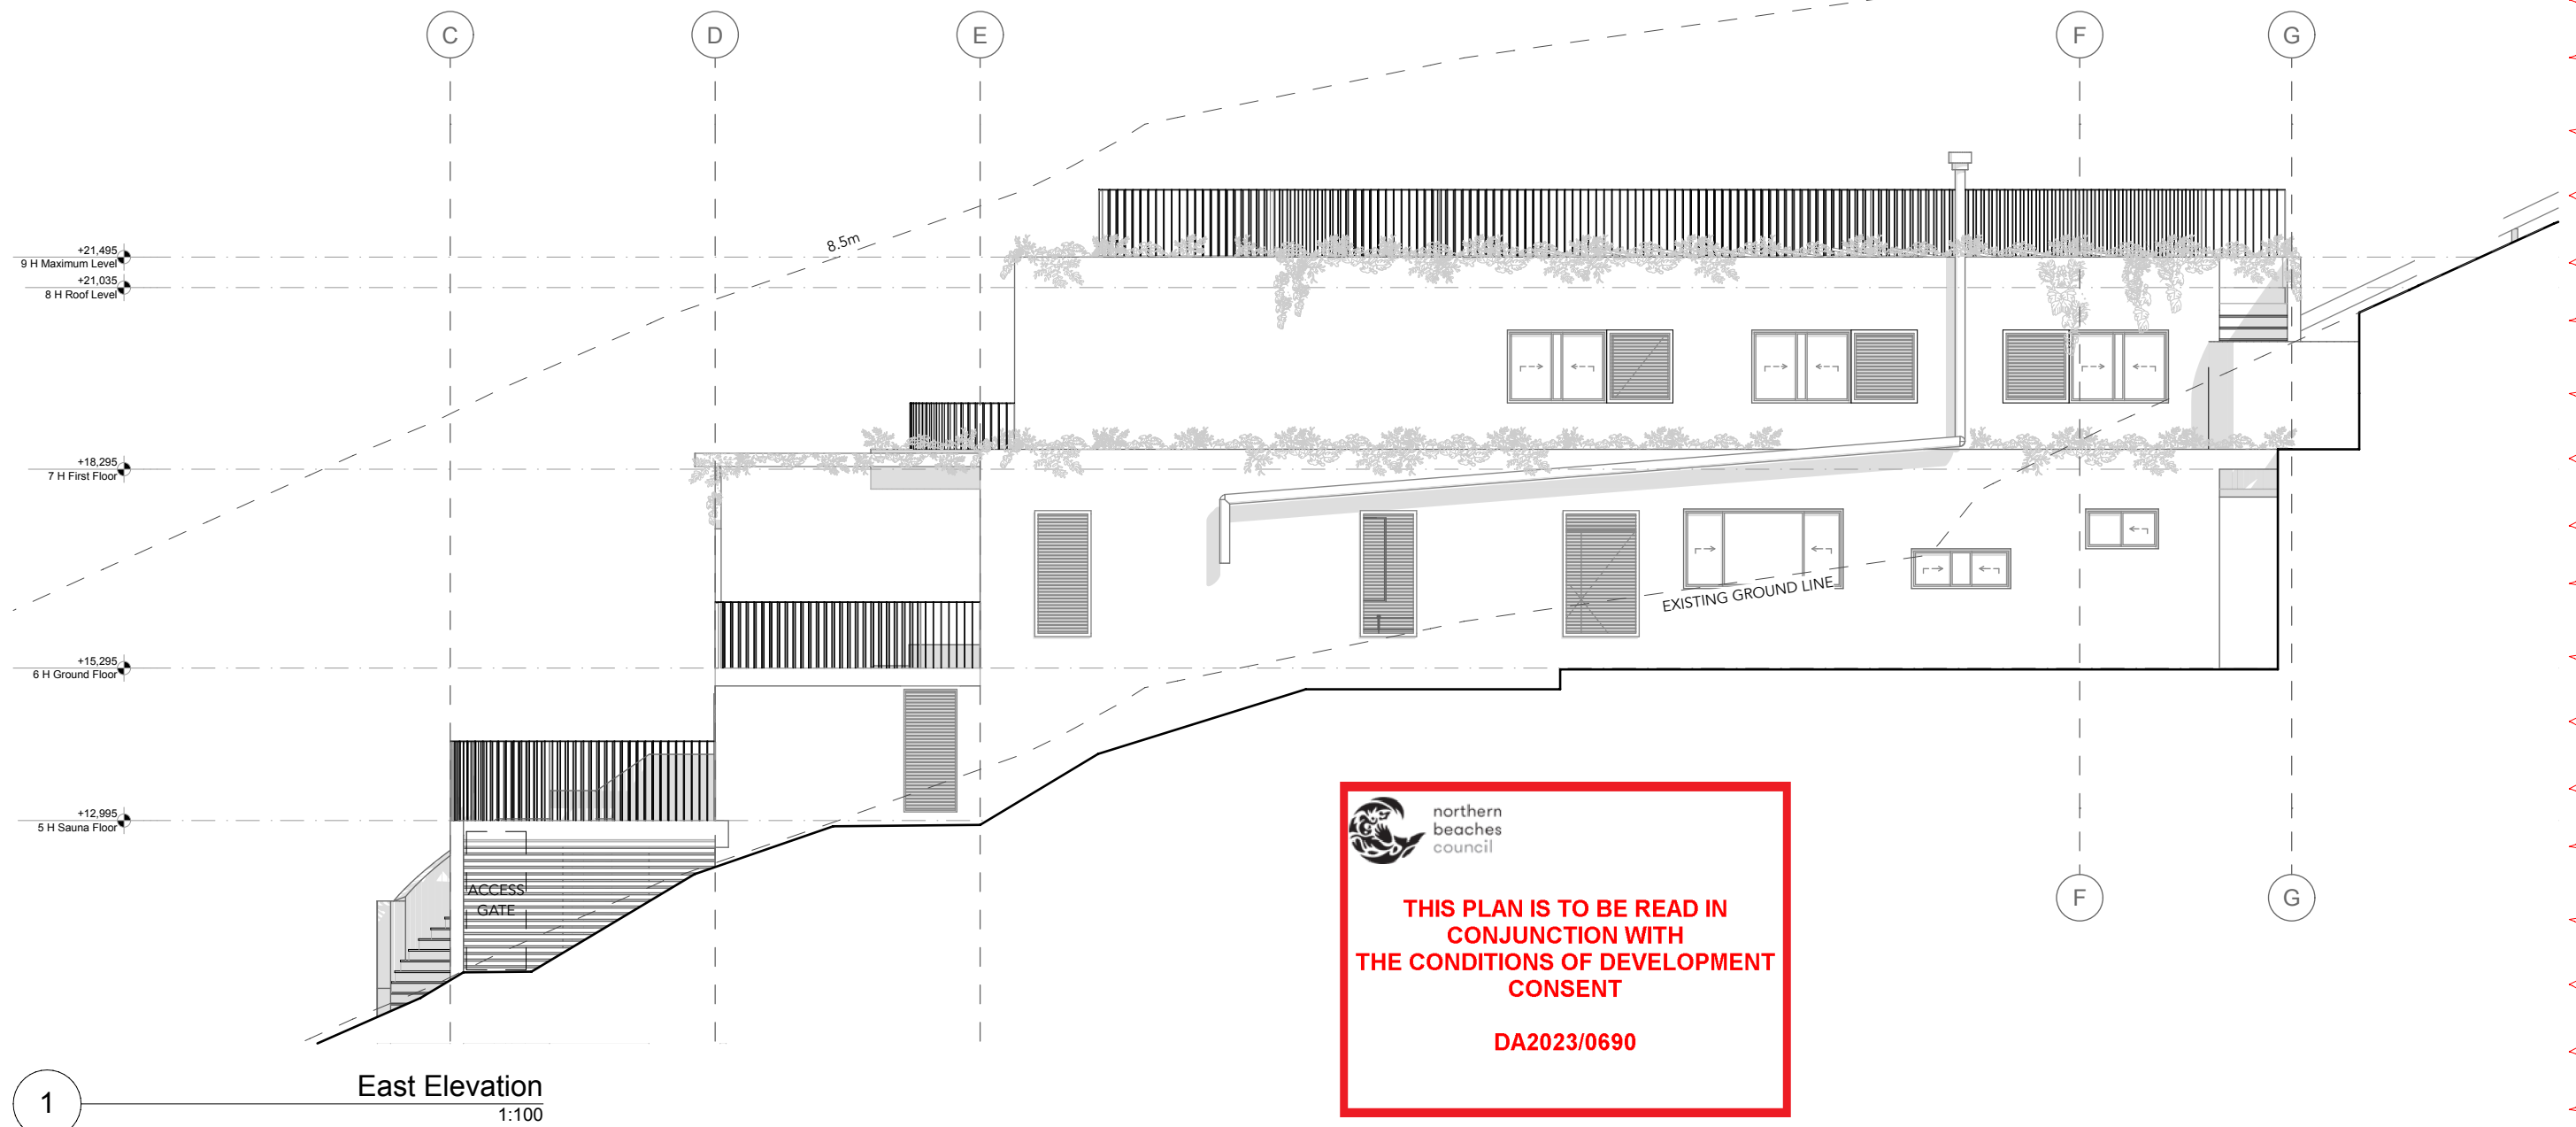 C D E F G
8.5m
+21,495
9 H Maximum Level
+21,035
8 H Roof Level
+18,295
7 H First Floor
EXISTING GROUND LINE
+15,295
6 H Ground Floor
+12,995
5 H Sauna Floor
ACCESS
GATE
northern
beaches
council
THIS PLAN IS TO BE READ IN
CONJUNCTION WITH
THE CONDITIONS OF DEVELOPMENT
CONSENT
DA2023/0690
F G
1
East Elevation
1:100